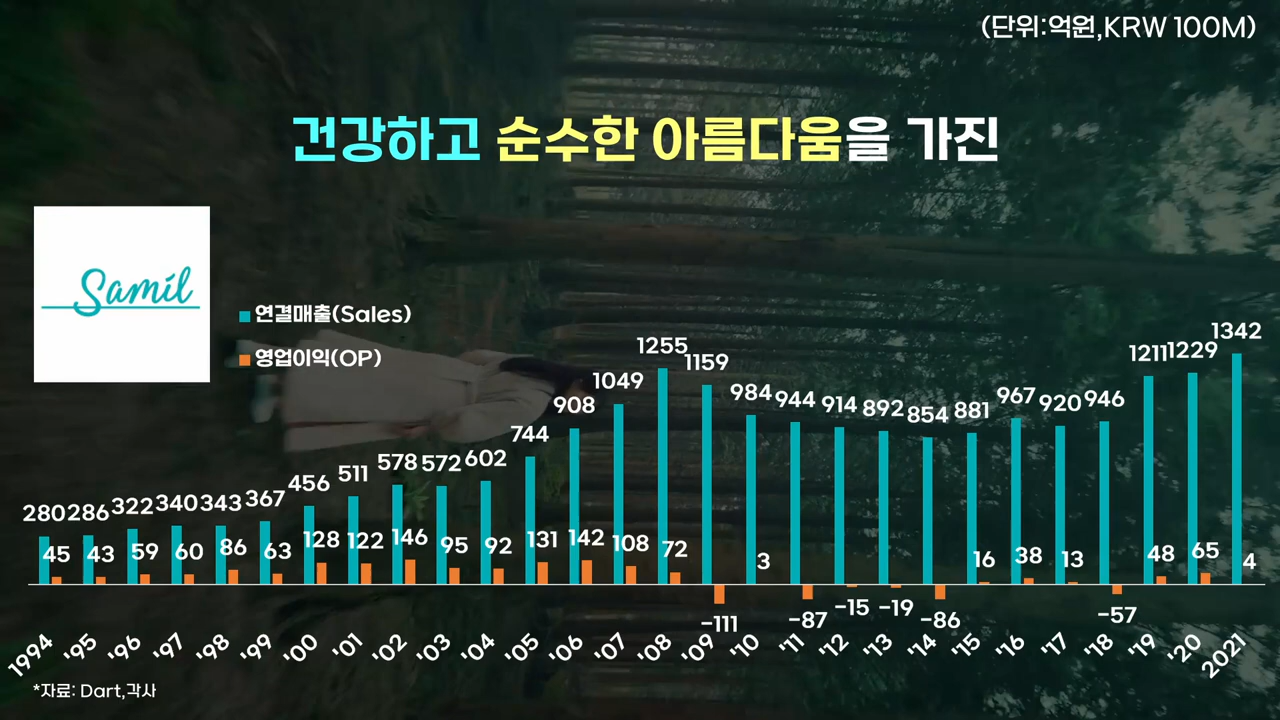 (단위:억원,KRW 100M)
건강하고 순수한 아름다움을 가진
Samil
연결매출(Sales)
영업이익(OP)
280 286 322 340 343 367 456 511 578 572 602 744 908 1049 1255 1159 984 944 914 892 854 881 967 920 946 1211 1229 1342
45 43 59 60 86 63 128 122 146 95 92 131 142 108 72 -111 3 -87 -15 -19 -86 16 38 13 -57 48 65 4
1994 '95 '96 '97 '98 '99 '00 '01 '02 '03 '04 '05 '06 '07 '08 '09 '10 '11 '12 '13 '14 '15 '16 '17 '18 '19 '20 2021
*자료: Dart,각사